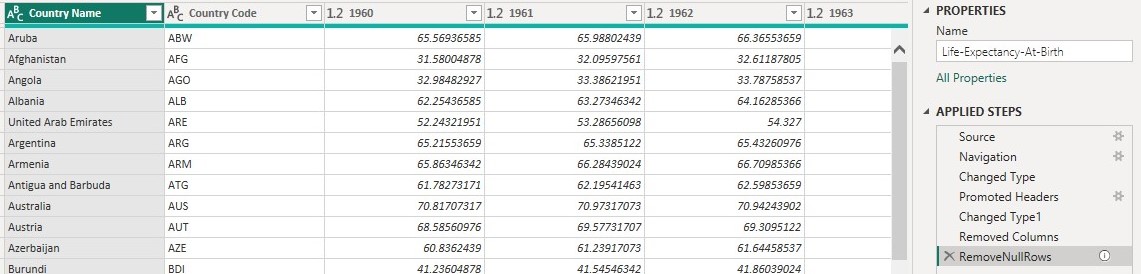 ABC Country Name ABC Country Code 1.2 1960 1.2 1961 1.2 1962 1.2 1963
Aruba ABW 65.56936585 65.98802439 66.36553659
Afghanistan AFG 31.58004878 32.09597561 32.61187805
Angola AGO 32.98482927 33.38621951 33.78758537
Albania ALB 62.25436585 63.27346342 64.16285366
United Arab Emirates ARE 52.24321951 53.28656098 54.327
Argentina ARG 65.21553659 65.3385122 65.43260976
Armenia ARM 65.86346342 66.28439024 66.70985366
Antigua and Barbuda ATG 61.78273171 62.19541463 62.59853659
Australia AUS 70.81707317 70.97317073 70.94243902
Austria AUT 68.58560976 69.57731707 69.3095122
Azerbaijan AZE 60.8362439 61.23917073 61.64458537
Burundi BDI 41.23604878 41.54546342 41.86039024
PROPERTIES
Name
Life-Expectancy-At-Birth
All Properties
APPLIED STEPS
Source
Navigation
Changed Type
Promoted Headers
Changed Type1
Removed Columns
RemoveNullRows